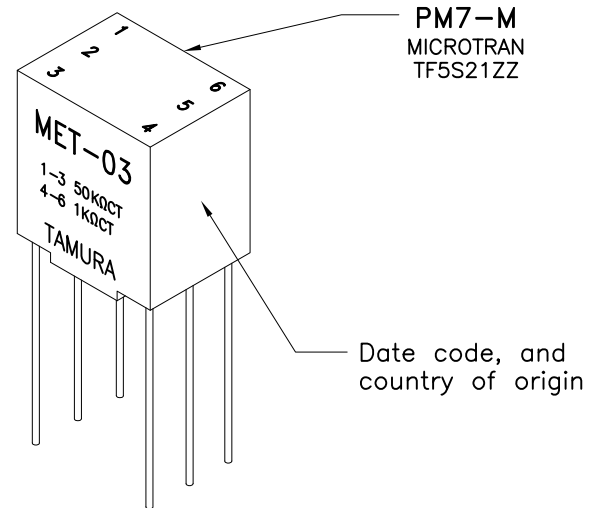 PM7-M
MICROTRAN
TF5S21ZZ
1
2
3
6
5
4
MET-03
1-3 50KΩCT
4-6 1KΩCT
TAMURA
Date code, and
country of origin